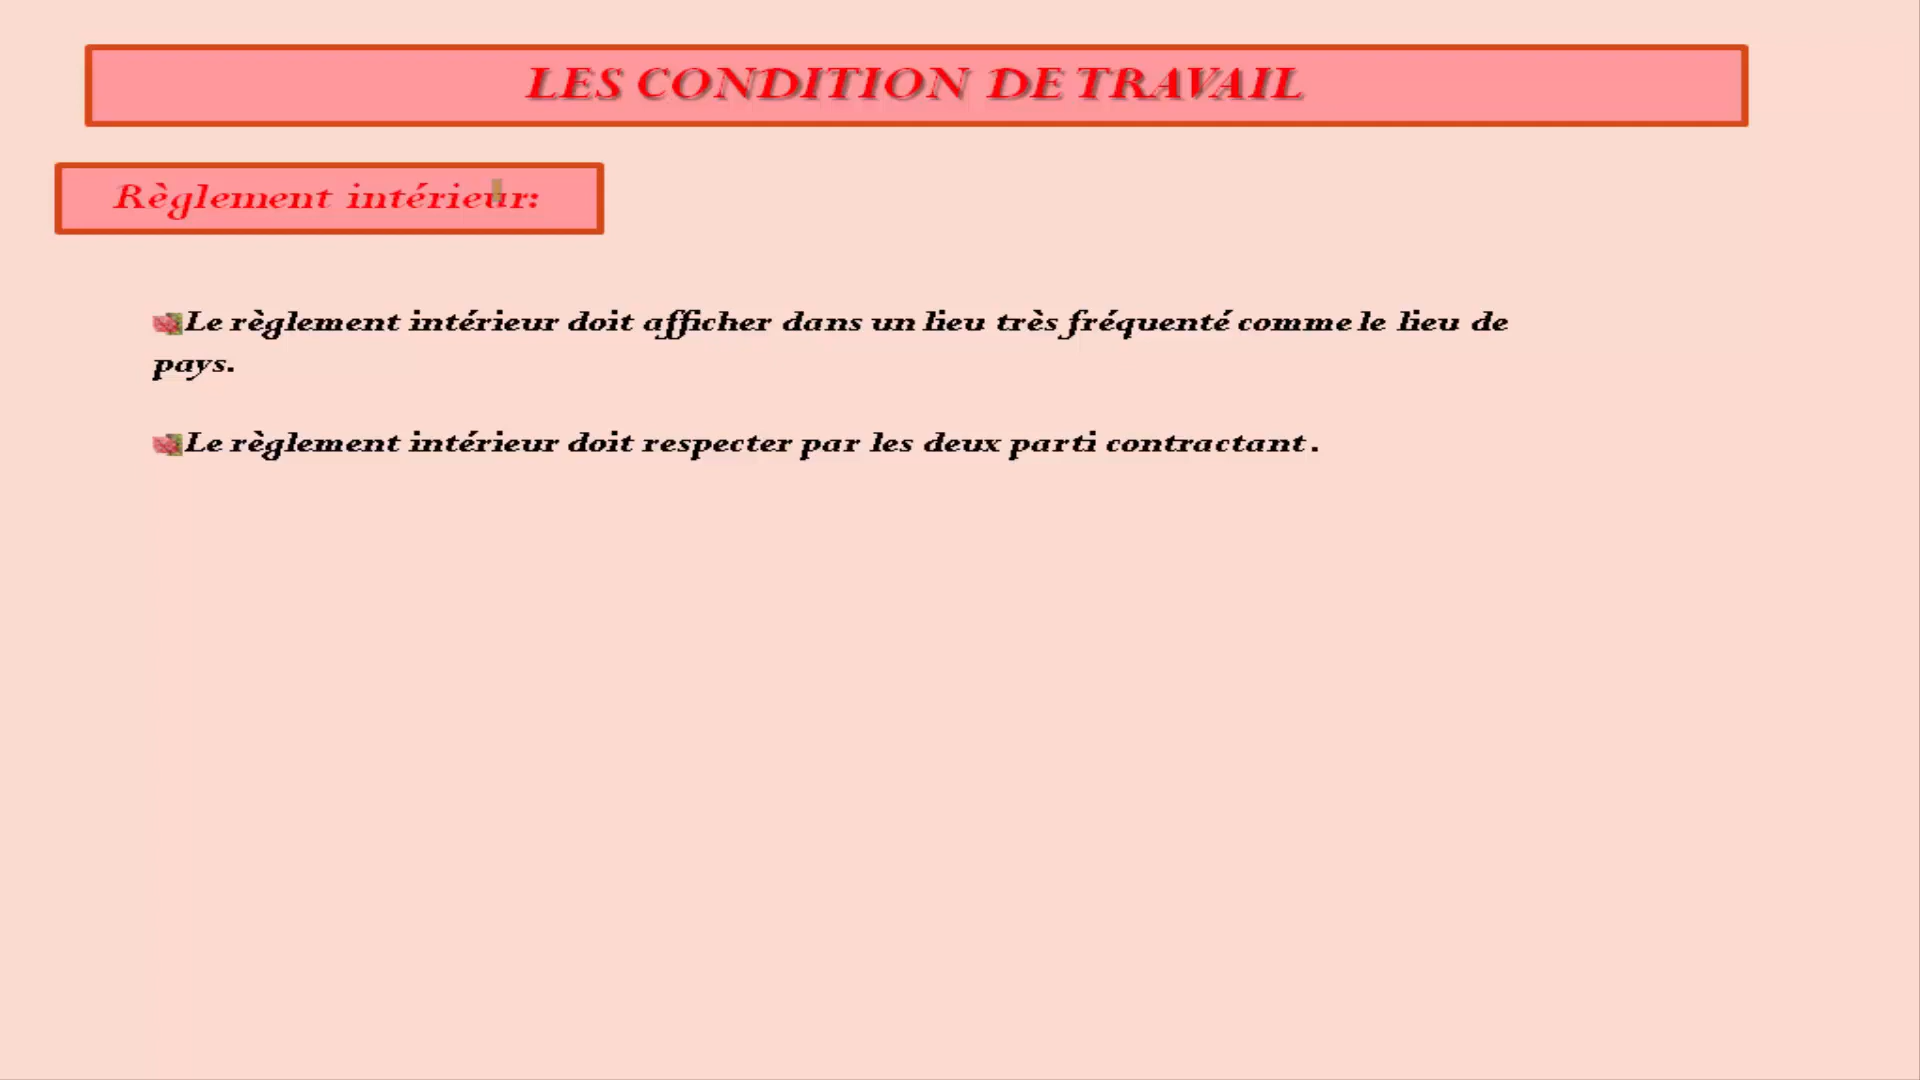 LES CONDITION DE TRAVAIL
Règlement intérieur:
Le règlement intérieur doit afficher dans un lieu très fréquenté comme le lieu de
pays.
Le règlement intérieur doit respecter par les deux parti contractant.